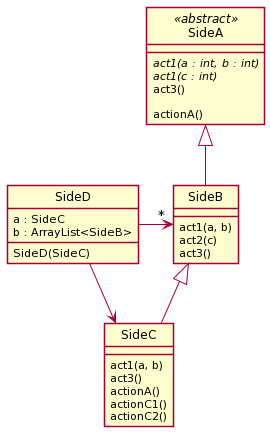 «abstract»
SideA
act1(a : int, b : int)
act1(c : int)
act3()
actionA()
SideD
a : SideC
b : ArrayList<SideB>
SideD(SideC)
*
SideB
act1(a, b)
act2(c)
act3()
SideC
act1(a, b)
act3()
actionA()
actionC1()
actionC2()